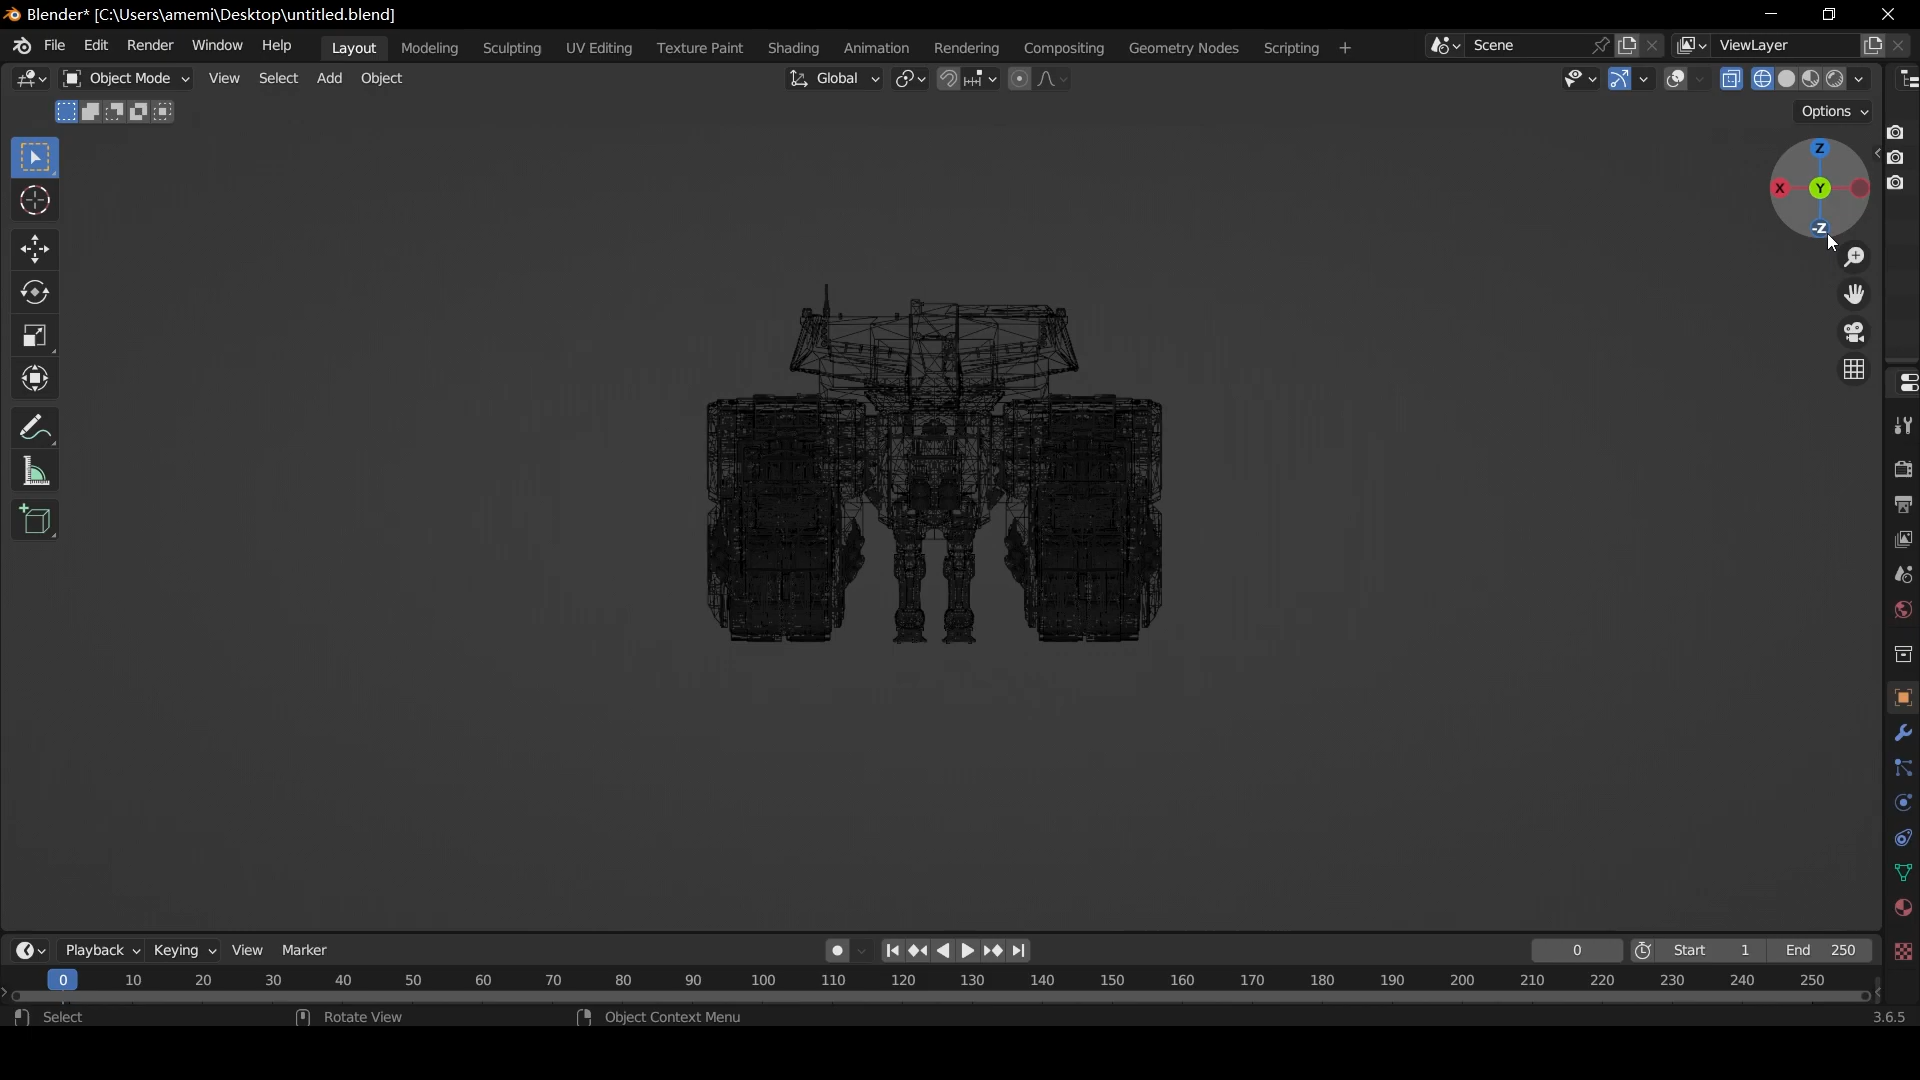 Blender* [C:\Users\amemi\Desktop\untitled.blend]
File Edit Render Window Help Layout Modeling Sculpting UV Editing Texture Paint Shading Animation Rendering Compositing Geometry Nodes Scripting + Scene ViewLayer
Object Mode View Select Add Object Global
Options
Z
X Y
-Z
Playback Keying View Marker 0 Start 1 End 250
0 10 20 30 40 50 60 70 80 90 100 110 120 130 140 150 160 170 180 190 200 210 220 230 240 250
Select Rotate View Object Context Menu 3.6.5